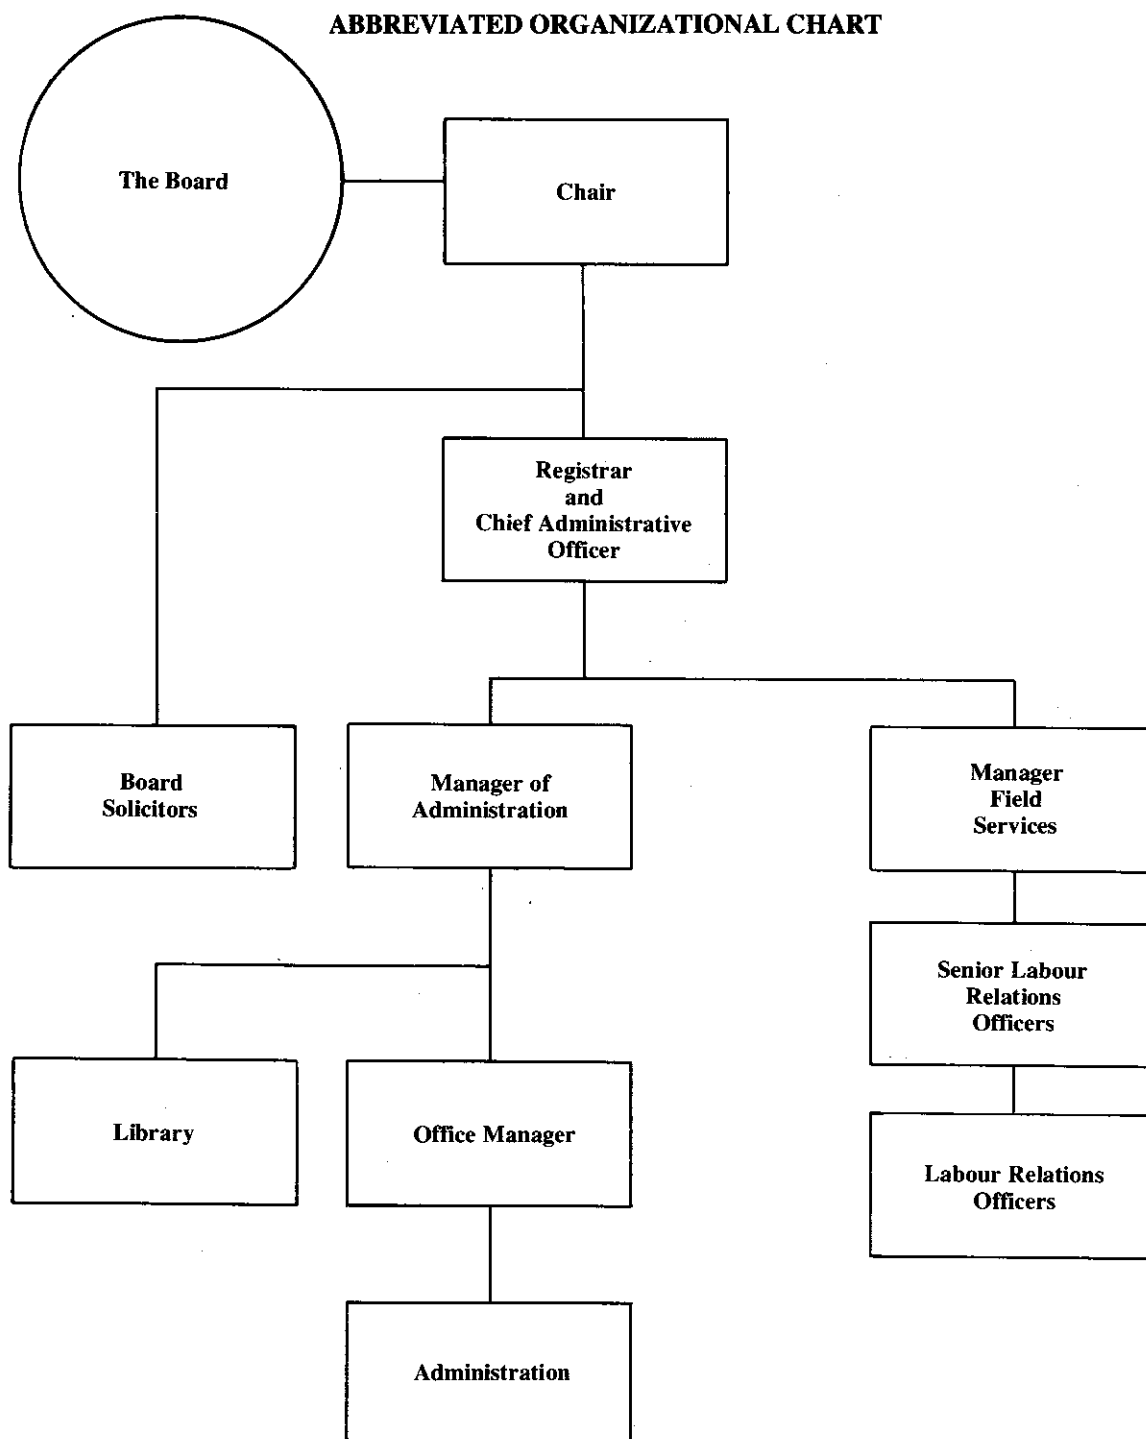 ABBREVIATED ORGANIZATIONAL CHART
The Board
Chair
Registrar
and
Chief Administrative
Officer
Board
Solicitors
Manager of
Administration
Manager
Field
Services
Senior Labour
Relations
Officers
Library
Office Manager
Labour Relations
Officers
Administration